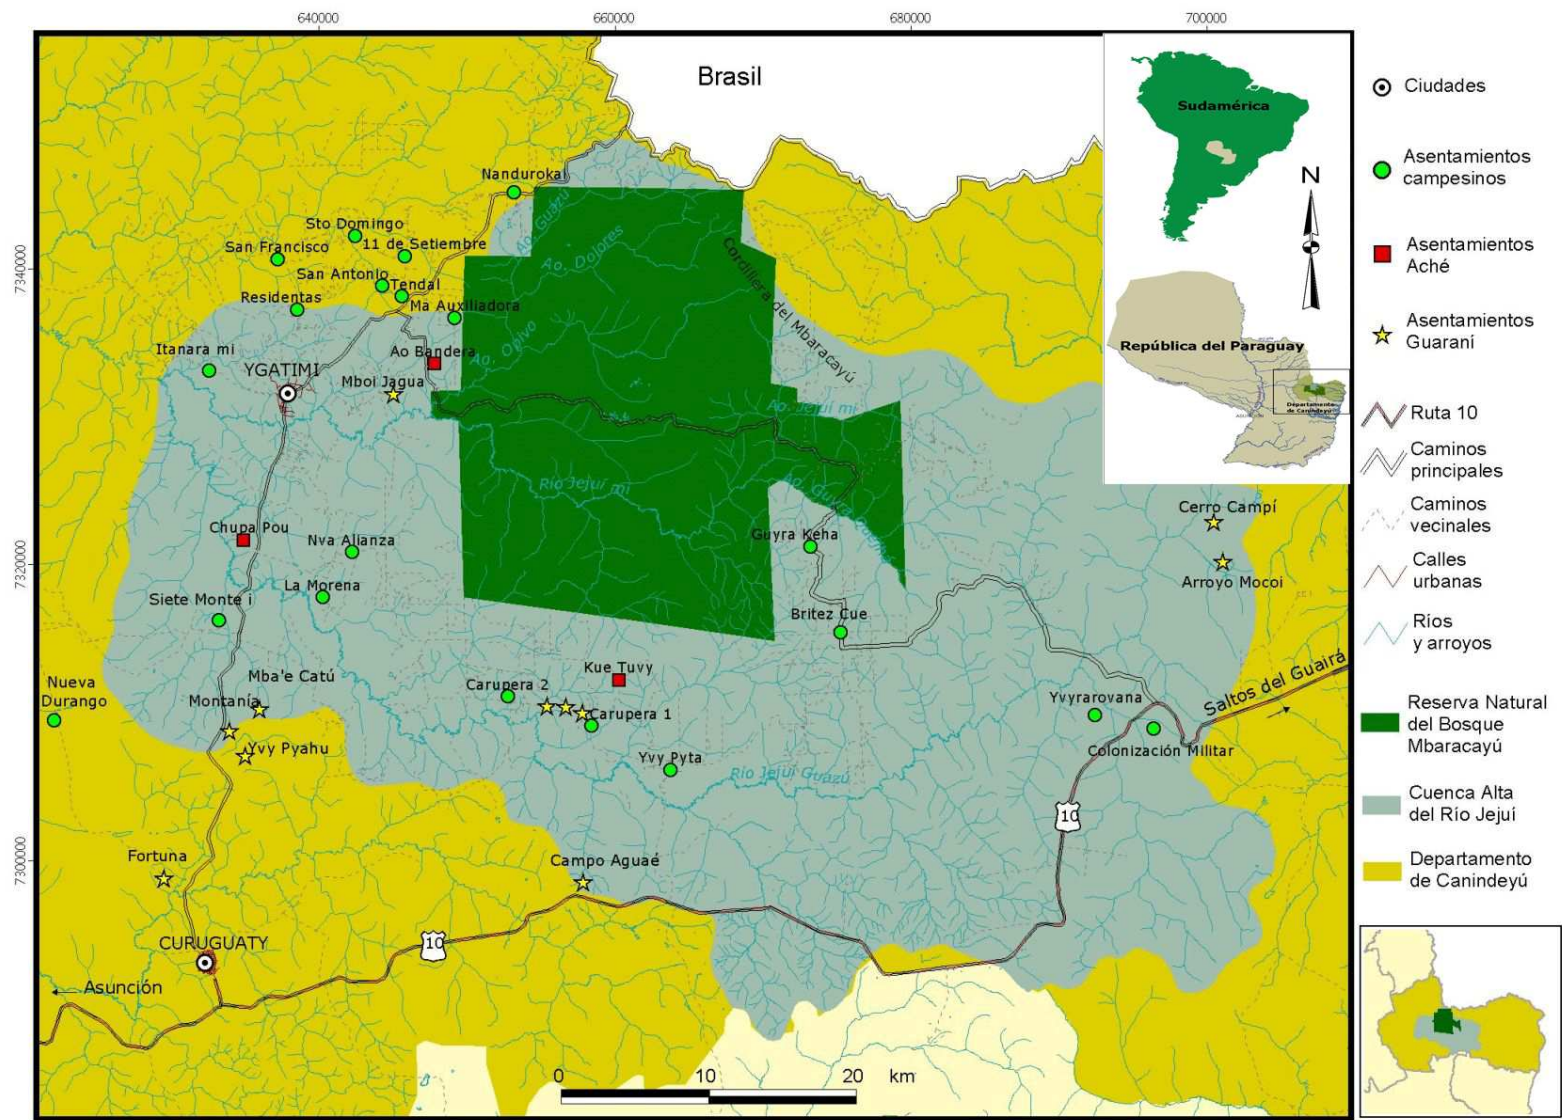 640000
660000
680000
700000
7340000
7320000
7300000
Brasil
Nandurokai
Sto Domingo
11 de Setiembre
San Francisco
San Antonio
Tendal
Residentas
Ma Auxiliadora
Itanara mi
Ao Bandera
YGATIMI
Mboi Jagua
Ao. Guazú
Ao. Dolores
Cordillera del Mbaracayú
Ao. Jejuí mi
Río Jejuí mi
Chupa Pou
Nva Alianza
Guyra Keha
Cerro Campí
Arroyo Mocoi
La Morena
Siete Monte i
Britez Cue
Mba'e Catú
Kue Tuvy
Nueva
Durango
Montanía
Carupera 2
Carupera 1
Yvyrarovana
Saltos del Guairá
Yvy Pyahu
Yvy Pyta
Colonización Militar
Río Jejuí Guazú
10
Fortuna
Campo Aguaé
CURUGUATY
10
Asunción
0
10
20
km
Sudamérica
N
República del Paraguay
Departamento
de Canindeyú
Ciudades
Asentamientos
campesinos
Asentamientos
Aché
Asentamientos
Guaraní
Ruta 10
Caminos
principales
Caminos
vecinales
Calles
urbanas
Ríos
y arroyos
Reserva Natural
del Bosque
Mbaracayú
Cuenca Alta
del Río Jejuí
Departamento
de Canindeyú